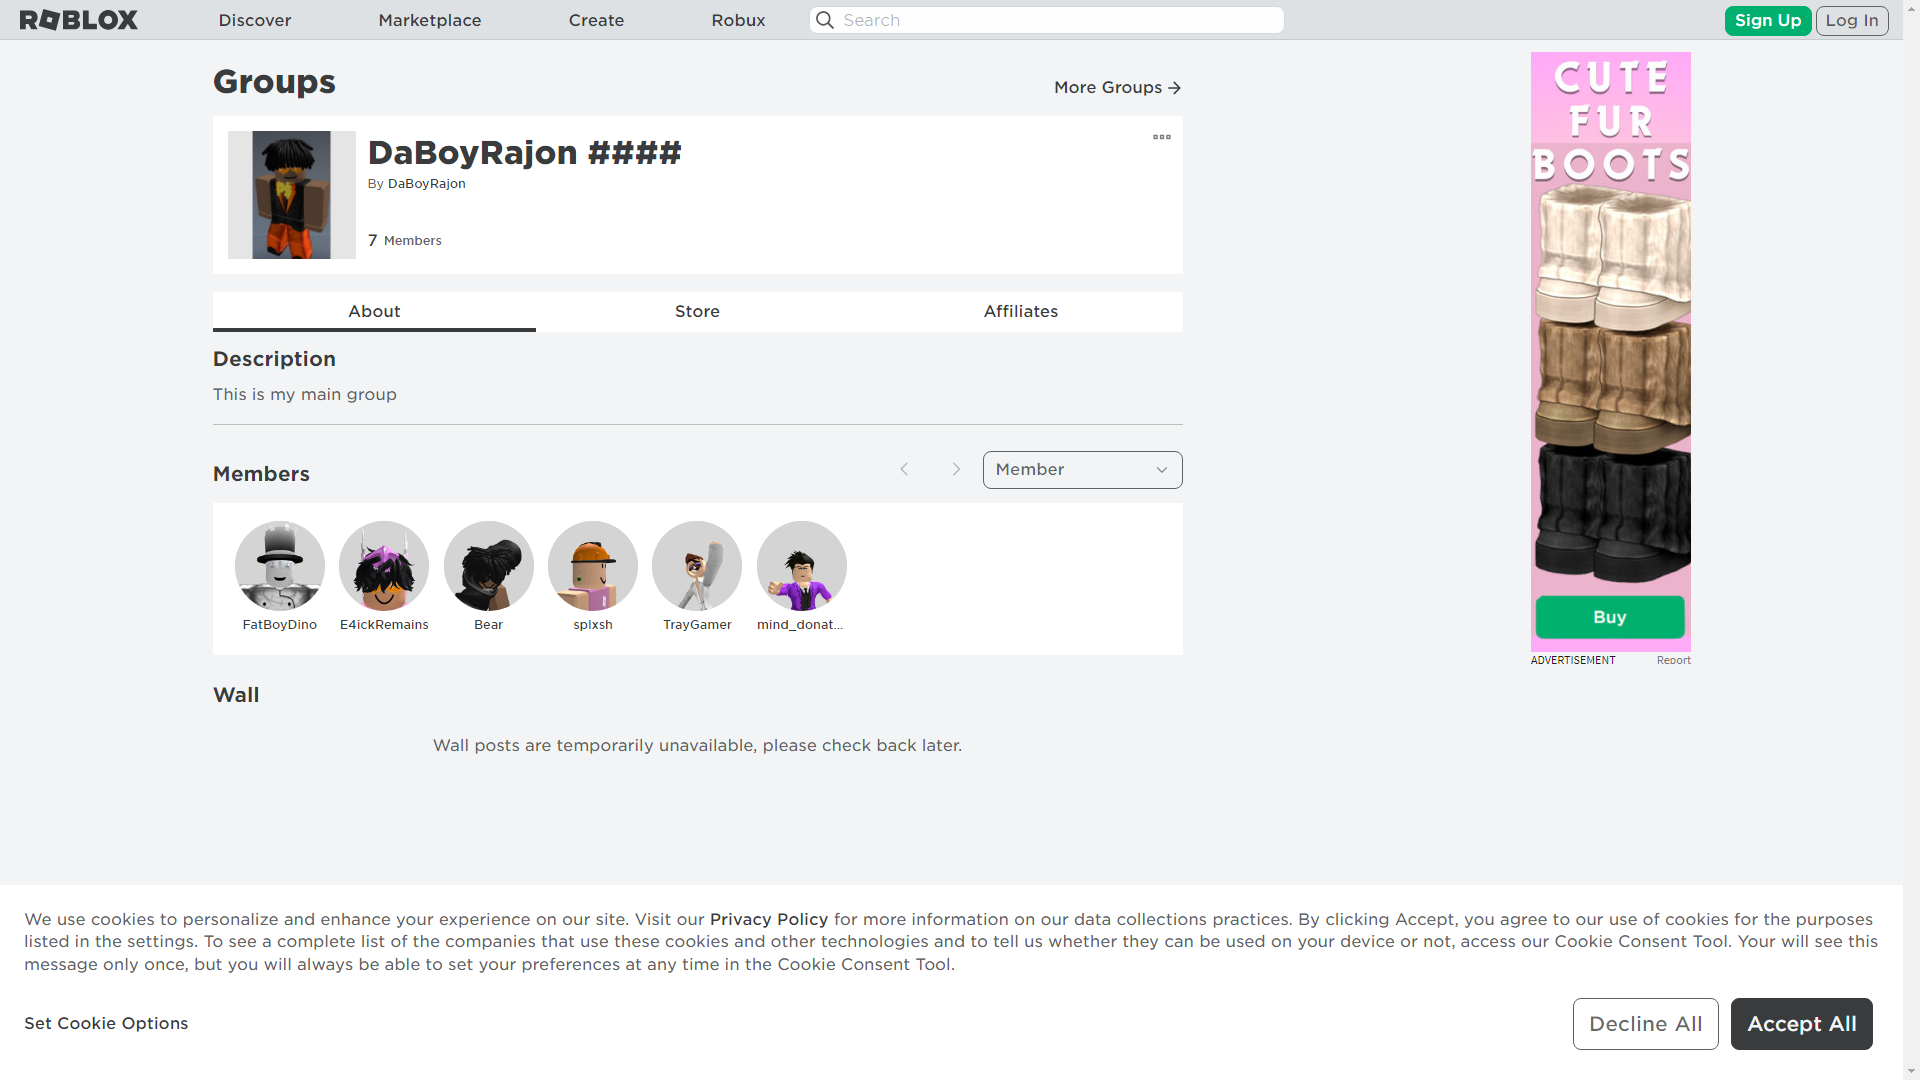 ROBLOX
Discover
Marketplace
Create
Robux
Search
Sign Up
Log In
Groups
More Groups
DaBoyRajon ####
By DaBoyRajon
7 Members
About
Store
Affiliates
Description
This is my main group
Members
Member
FatBoyDino
E4ickRemains
Bear
splxsh
TrayGamer
mind_donat...
Wall
Wall posts are temporarily unavailable, please check back later.
CUTE
FUR
BOOTS
Buy
ADVERTISEMENT
Report
We use cookies to personalize and enhance your experience on our site. Visit our Privacy Policy for more information on our data collections practices. By clicking Accept, you agree to our use of cookies for the purposes
listed in the settings. To see a complete list of the companies that use these cookies and other technologies and to tell us whether they can be used on your device or not, access our Cookie Consent Tool. Your will see this
message only once, but you will always be able to set your preferences at any time in the Cookie Consent Tool.
Set Cookie Options
Decline All
Accept All